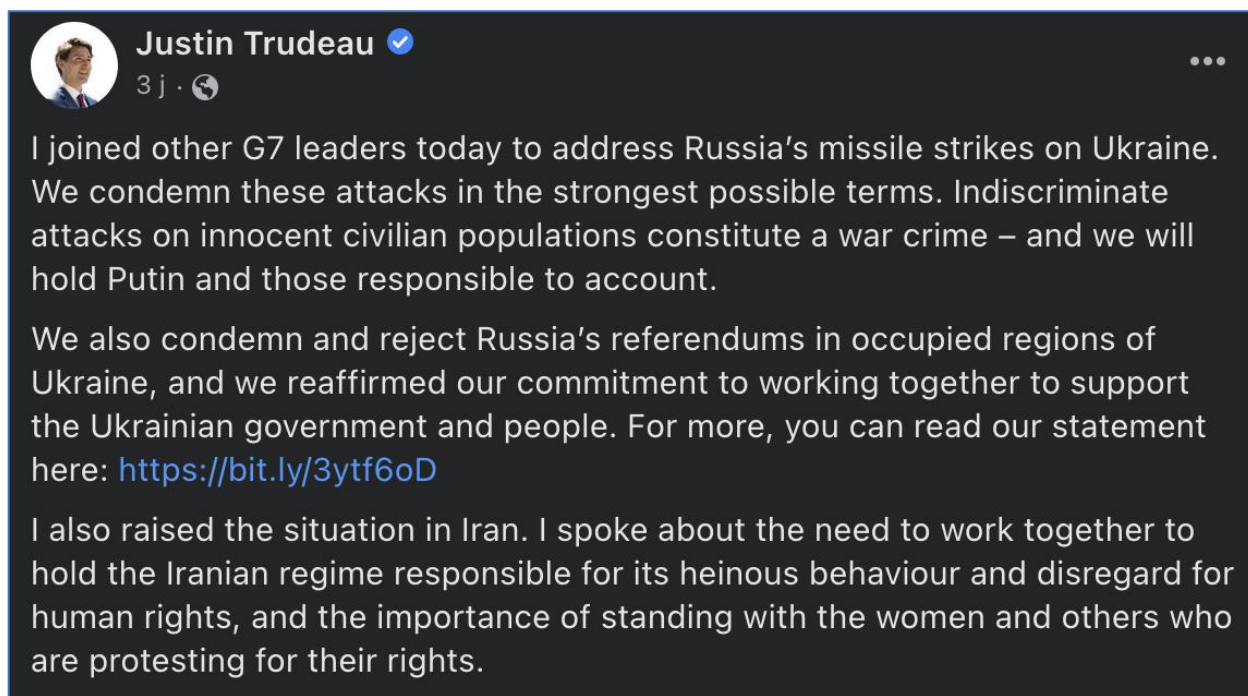 Justin Trudeau
3 j ·
I joined other G7 leaders today to address Russia’s missile strikes on Ukraine.
We condemn these attacks in the strongest possible terms. Indiscriminate
attacks on innocent civilian populations constitute a war crime – and we will
hold Putin and those responsible to account.
We also condemn and reject Russia’s referendums in occupied regions of
Ukraine, and we reaffirmed our commitment to working together to support
the Ukrainian government and people. For more, you can read our statement
here: https://bit.ly/3ytf6oD
I also raised the situation in Iran. I spoke about the need to work together to
hold the Iranian regime responsible for its heinous behaviour and disregard for
human rights, and the importance of standing with the women and others who
are protesting for their rights.